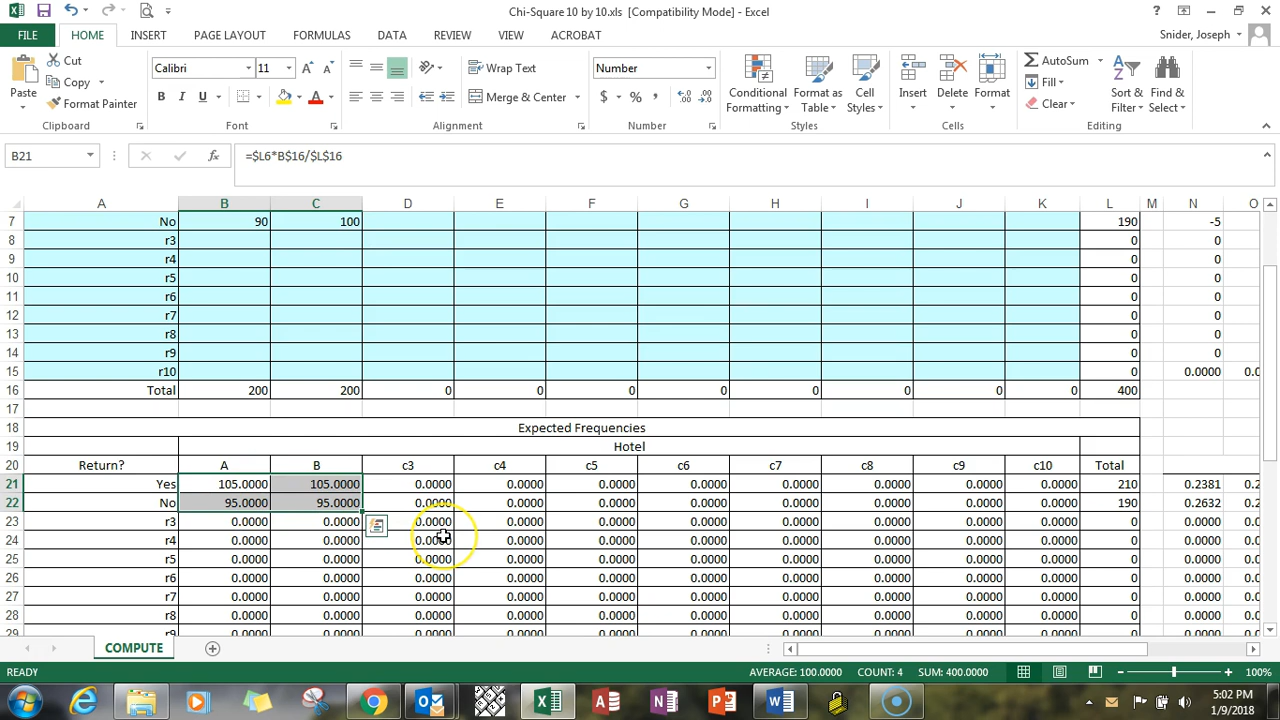 Chi-Square 10 by 10.xls [Compatibility Mode] - Excel
FILE HOME INSERT PAGE LAYOUT FORMULAS DATA REVIEW VIEW ACROBAT Snider, Joseph
Paste Cut Copy Format Painter Clipboard
Calibri 11 B I U A Font
Wrap Text Merge & Center Alignment
Number $ % , Number
Conditional Formatting Format as Table Cell Styles Styles
Insert Delete Format Cells
AutoSum Fill Clear Sort & Filter Find & Select Editing
B21 fx =$L6*B$16/$L$16
A B C D E F G H I J K L M N O
7 No 90 100 190 -5
8 r3 0 0
9 r4 0 0
10 r5 0 0
11 r6 0 0
12 r7 0 0
13 r8 0 0
14 r9 0 0
15 r10 0 0.0000 0.0
16 Total 200 200 0 0 0 0 0 0 0 0 400
17
18 Expected Frequencies
19 Hotel
20 Return? A B c3 c4 c5 c6 c7 c8 c9 c10 Total
21 Yes 105.0000 105.0000 0.0000 0.0000 0.0000 0.0000 0.0000 0.0000 0.0000 0.0000 210 0.2381 0.2
22 No 95.0000 95.0000 0.0000 0.0000 0.0000 0.0000 0.0000 0.0000 0.0000 0.0000 190 0.2632 0.2
23 r3 0.0000 0.0000 0.0000 0.0000 0.0000 0.0000 0.0000 0.0000 0.0000 0.0000 0 0.0000 0.0
24 r4 0.0000 0.0000 0.0000 0.0000 0.0000 0.0000 0.0000 0.0000 0.0000 0.0000 0 0.0000 0.0
25 r5 0.0000 0.0000 0.0000 0.0000 0.0000 0.0000 0.0000 0.0000 0.0000 0.0000 0 0.0000 0.0
26 r6 0.0000 0.0000 0.0000 0.0000 0.0000 0.0000 0.0000 0.0000 0.0000 0.0000 0 0.0000 0.0
27 r7 0.0000 0.0000 0.0000 0.0000 0.0000 0.0000 0.0000 0.0000 0.0000 0.0000 0 0.0000 0.0
28 r8 0.0000 0.0000 0.0000 0.0000 0.0000 0.0000 0.0000 0.0000 0.0000 0.0000 0 0.0000 0.0
29 r9 0.0000 0.0000 0.0000 0.0000 0.0000 0.0000 0.0000 0.0000 0.0000 0.0000 0 0.0000 0.0
COMPUTE
READY AVERAGE: 100.0000 COUNT: 4 SUM: 400.0000 100%
5:02 PM
1/9/2018